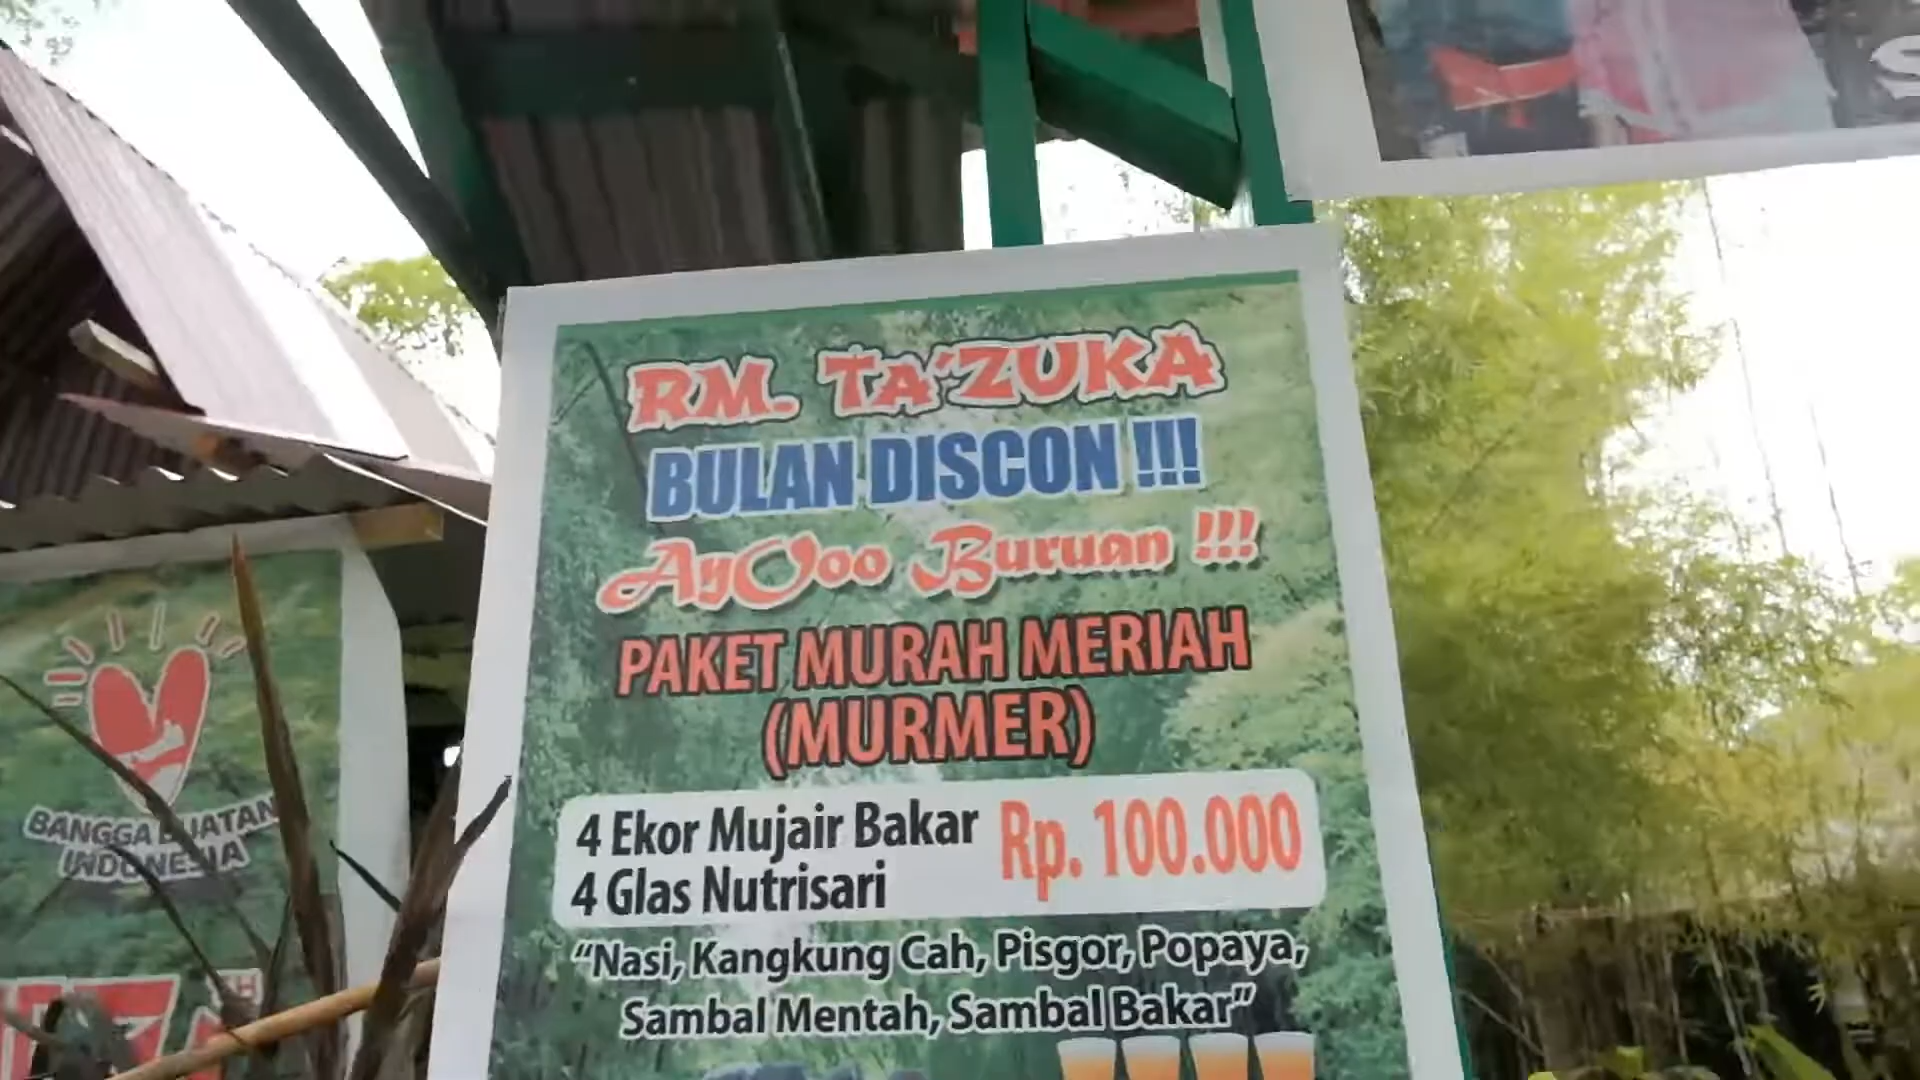 RM. TA'ZUKA
BULAN DISCON !!!
AyOoo Buruan !!!
PAKET MURAH MERIAH
(MURMER)
4 Ekor Mujair Bakar
4 Glas Nutrisari
Rp. 100.000
“Nasi, Kangkung Cah, Pisgor, Popaya,
Sambal Mentah, Sambal Bakar”
BANGGA BUATAN
INDONESIA